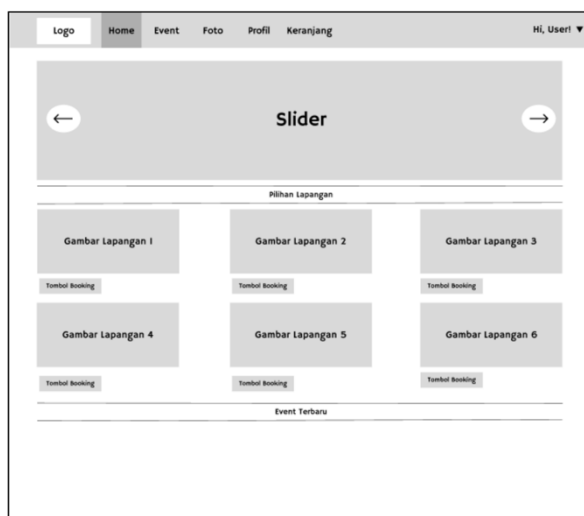 Logo Home Event Foto Profil Keranjang Hi, User! ▼
Slider
Pilihan Lapangan
Gambar Lapangan 1 Gambar Lapangan 2 Gambar Lapangan 3
Tombol Booking Tombol Booking Tombol Booking
Gambar Lapangan 4 Gambar Lapangan 5 Gambar Lapangan 6
Tombol Booking Tombol Booking Tombol Booking
Event Terbaru